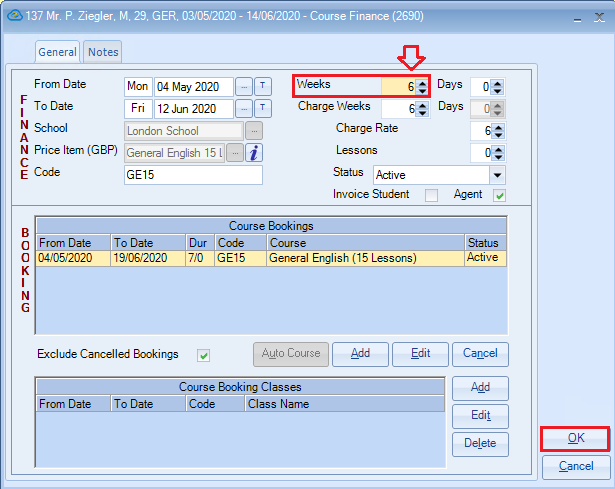 137 Mr. P. Ziegler, M, 29, GER, 03/05/2020 - 14/06/2020 - Course Finance (2690)
General Notes
FINANCE
From Date Mon 04 May 2020 ... T Weeks 6 Days 0
To Date Fri 12 Jun 2020 ... T Charge Weeks 6 Days 0
School London School ... Charge Rate 6
Price Item (GBP) General English 15 L ... i Lessons 0
Code GE15 Status Active
Invoice Student Agent
BOOKING
Course Bookings
From Date To Date Dur Code Course Status
04/05/2020 19/06/2020 7/0 GE15 General English (15 Lessons) Active
Exclude Cancelled Bookings Auto Course Add Edit Cancel
Course Booking Classes
From Date To Date Code Class Name
Add
Edit
Delete
OK
Cancel